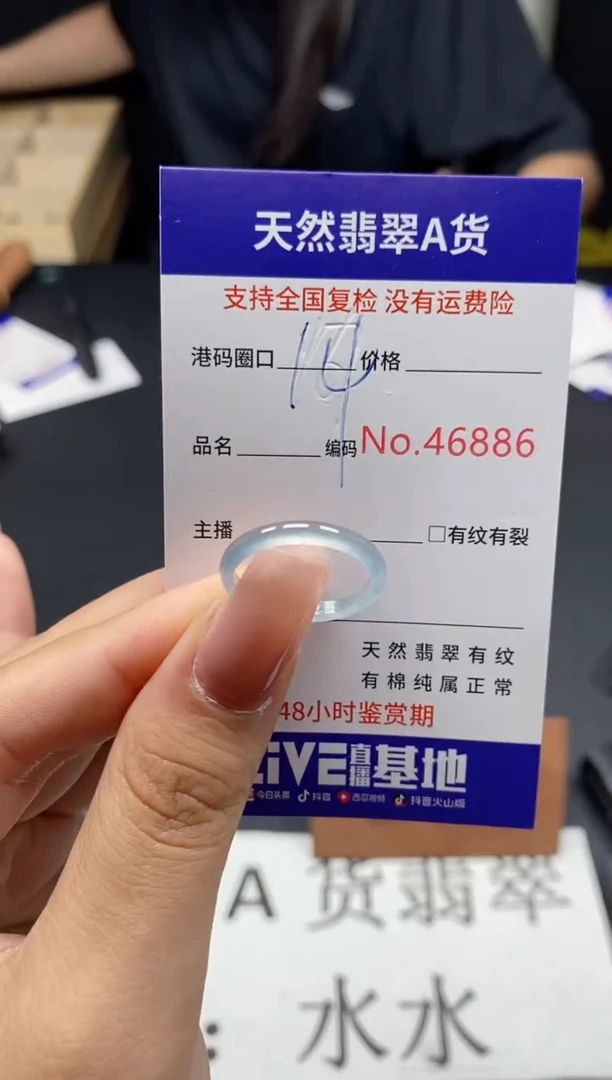 天然翡翠A货
支持全国复检 没有运费险
港码圈口 14 价格
品名 编码 No.46886
主播 □有纹有裂
天然翡翠有纹
有棉纯属正常
48小时鉴赏期
LIVE直播基地
今日头条 抖音 西瓜视频 抖音火山版
A 货翡翠
：水水